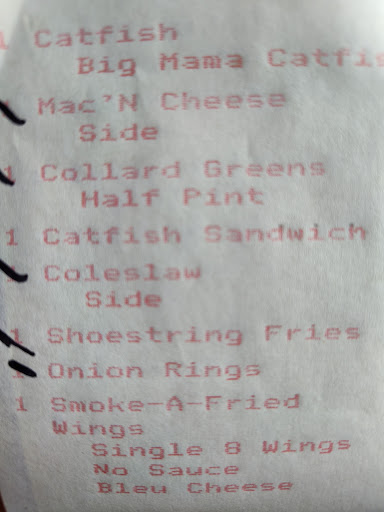 1 Catfish
Big Mama Catfis
Mac'N Cheese
Side
1 Collard Greens
Half Pint
1 Catfish Sandwich
Coleslaw
Side
1 Shoestring Fries
Onion Rings
1 Smoke-A-Fried
Wings
Single 8 Wings
No Sauce
Bleu Cheese